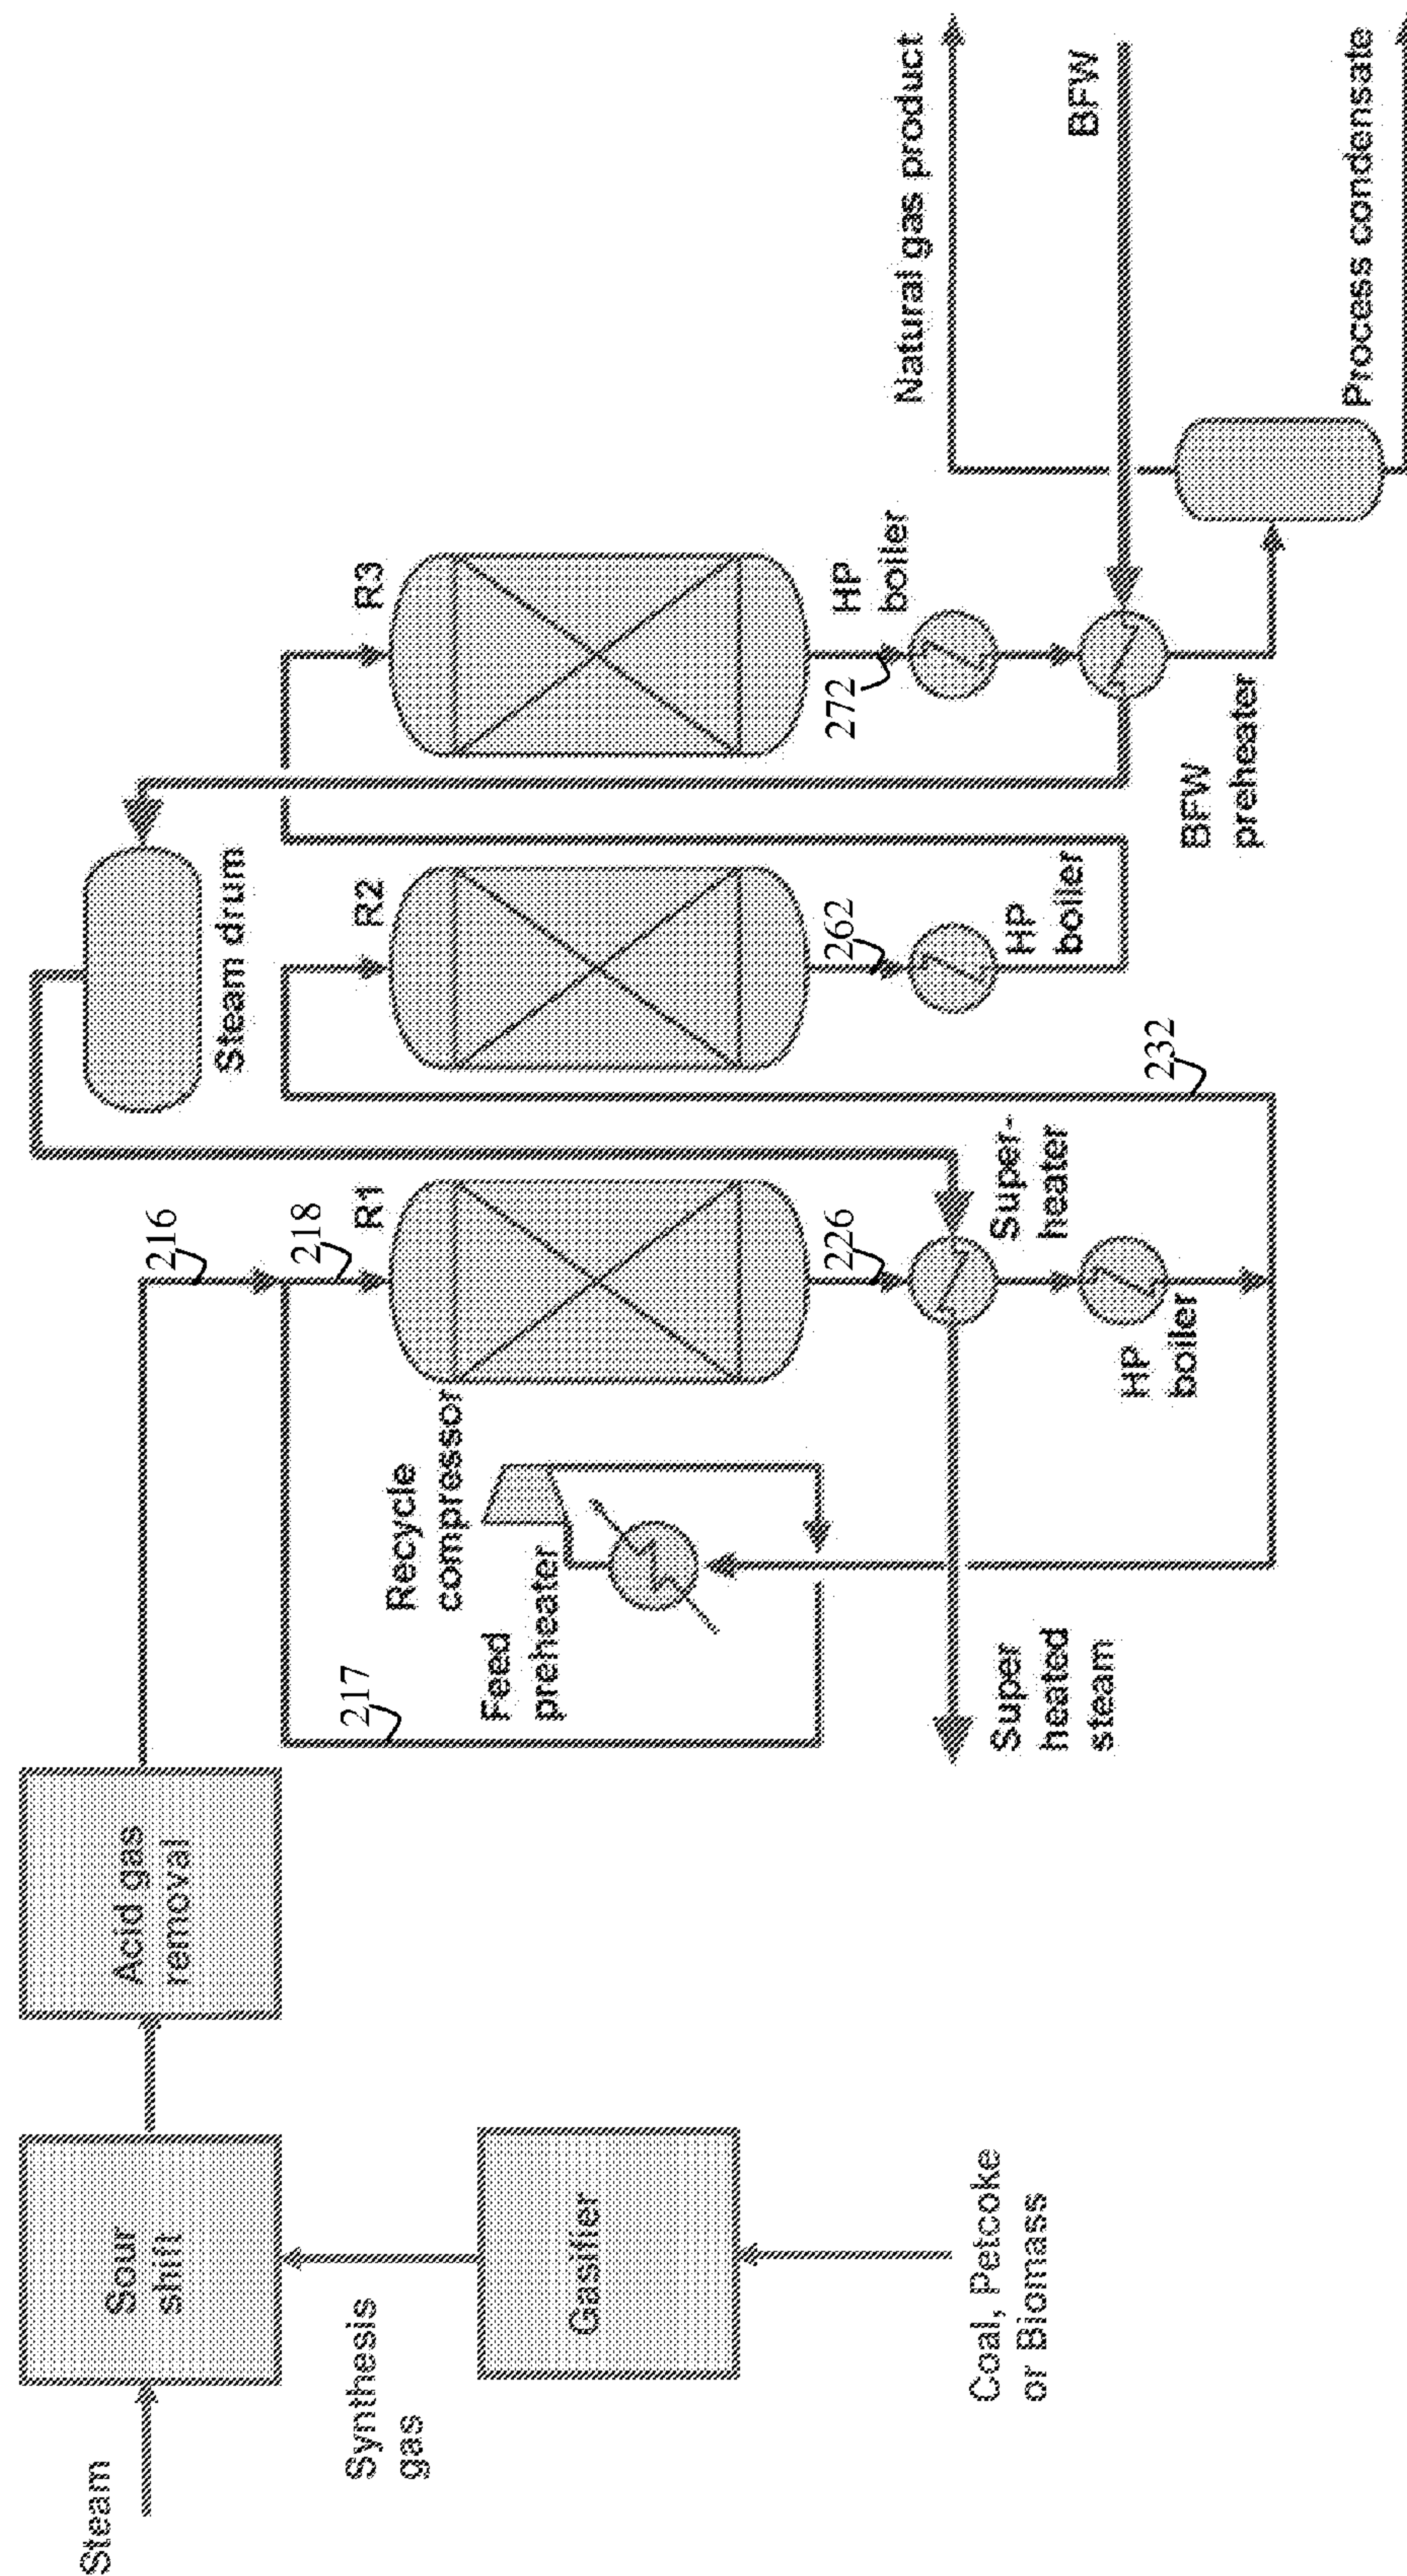 Steam
Sour
shift
Synthesis
gas
Gasifier
Coal, Petcoke
or Biomass
Acid gas
removal
216
217
218
Recycle
compressor
Feed
preheater
R1
226
Super-
heater
HP
boiler
Super
heated
steam
232
Steam drum
R2
262
HP
boiler
R3
272
HP
boiler
BFW
preheater
Natural gas product
BFW
Process condensate